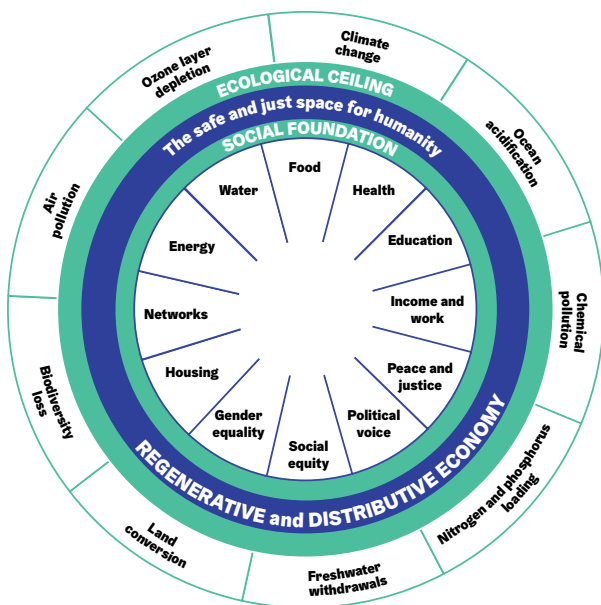 Climate
change
Ocean
acidification
Chemical
pollution
Nitrogen and phosphorus
loading
Freshwater
withdrawals
Land
conversion
Biodiversity
loss
Air
pollution
Ozone layer
depletion
ECOLOGICAL CEILING
The safe and just space for humanity
SOCIAL FOUNDATION
Food
Health
Education
Income and
work
Peace and
justice
Political
voice
Social
equity
Gender
equality
Housing
Networks
Energy
Water
REGENERATIVE and DISTRIBUTIVE ECONOMY